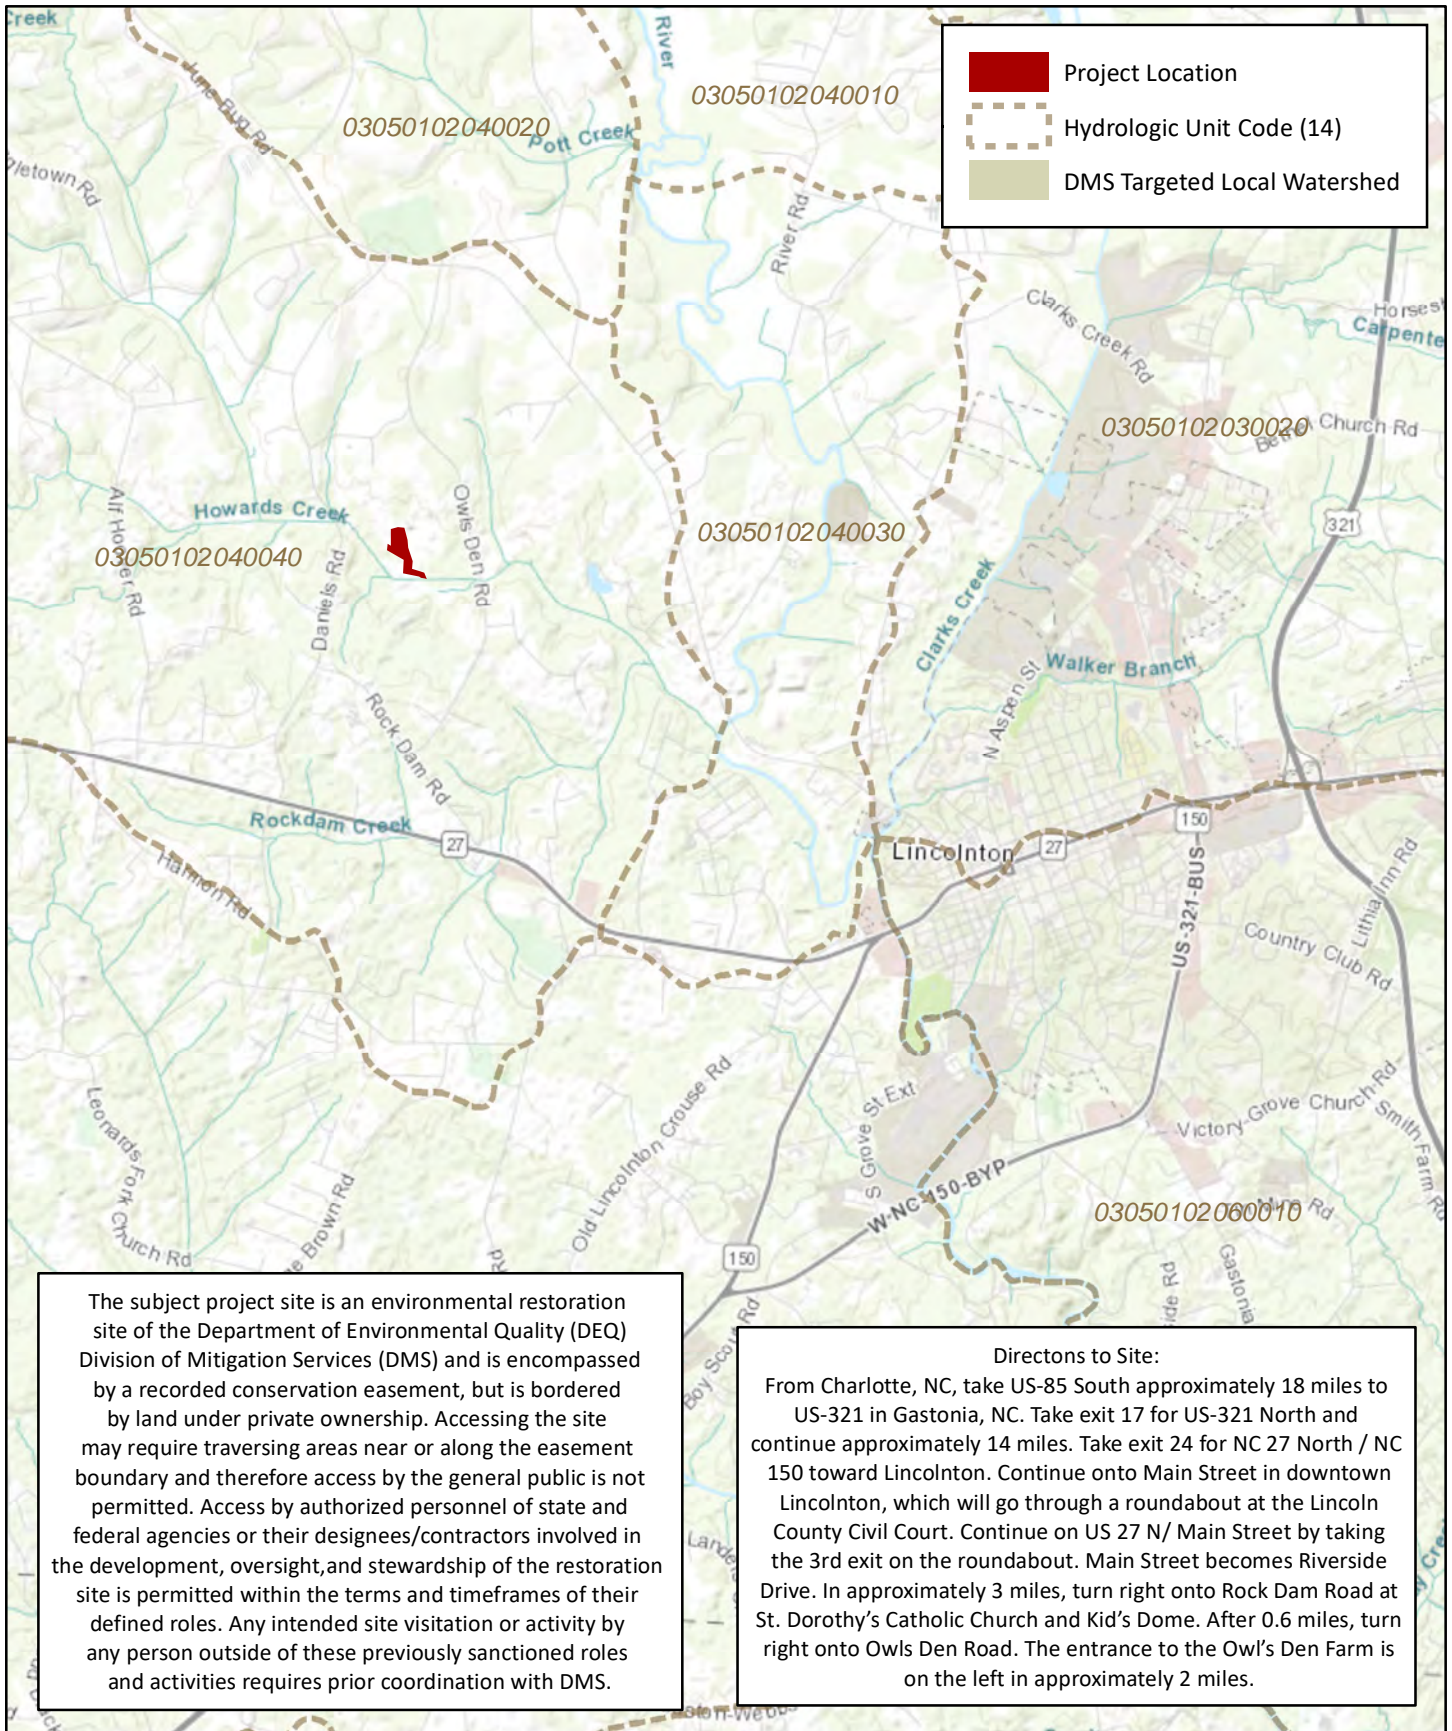 Creek
River
03050102040010
June Bug Rd
03050102040020
Pott Creek
Project Location
Hydrologic Unit Code (14)
DMS Targeted Local Watershed
River Rd
Clarks Creek Rd
03050102030020
Church Rd
321
Howards Creek
Owls Den Rd
03050102040040
Daniels Rd
03050102040030
Clarks Creek
Walker Branch
N Aspen St
Rock Dam Rd
Rockdam Creek
27
Harmon Rd
Lincolnton
27
150
US-321-BUS
Lithia Inn Rd
Country Club Rd
Leonards Fork Church Rd
Old Lincolnton Crouse Rd
S Grove St Ext
W-NC-150-BYP
Victory Grove Church Rd
Smith Farm Rd
03050102060010
Rd
Brown Rd
Rd
150
Rd
Gastonia
Boy Scout Rd
The subject project site is an environmental restoration
site of the Department of Environmental Quality (DEQ)
Division of Mitigation Services (DMS) and is encompassed
by a recorded conservation easement, but is bordered
by land under private ownership. Accessing the site
may require traversing areas near or along the easement
boundary and therefore access by the general public is not
permitted. Access by authorized personnel of state and
federal agencies or their designees/contractors involved in
the development, oversight,and stewardship of the restoration
site is permitted within the terms and timeframes of their
defined roles. Any intended site visitation or activity by
any person outside of these previously sanctioned roles
and activities requires prior coordination with DMS.
Directons to Site:
From Charlotte, NC, take US-85 South approximately 18 miles to
US-321 in Gastonia, NC. Take exit 17 for US-321 North and
continue approximately 14 miles. Take exit 24 for NC 27 North / NC
150 toward Lincolnton. Continue onto Main Street in downtown
Lincolnton, which will go through a roundabout at the Lincoln
County Civil Court. Continue on US 27 N/ Main Street by taking
the 3rd exit on the roundabout. Main Street becomes Riverside
Drive. In approximately 3 miles, turn right onto Rock Dam Road at
St. Dorothy’s Catholic Church and Kid’s Dome. After 0.6 miles, turn
right onto Owls Den Road. The entrance to the Owl’s Den Farm is
on the left in approximately 2 miles.